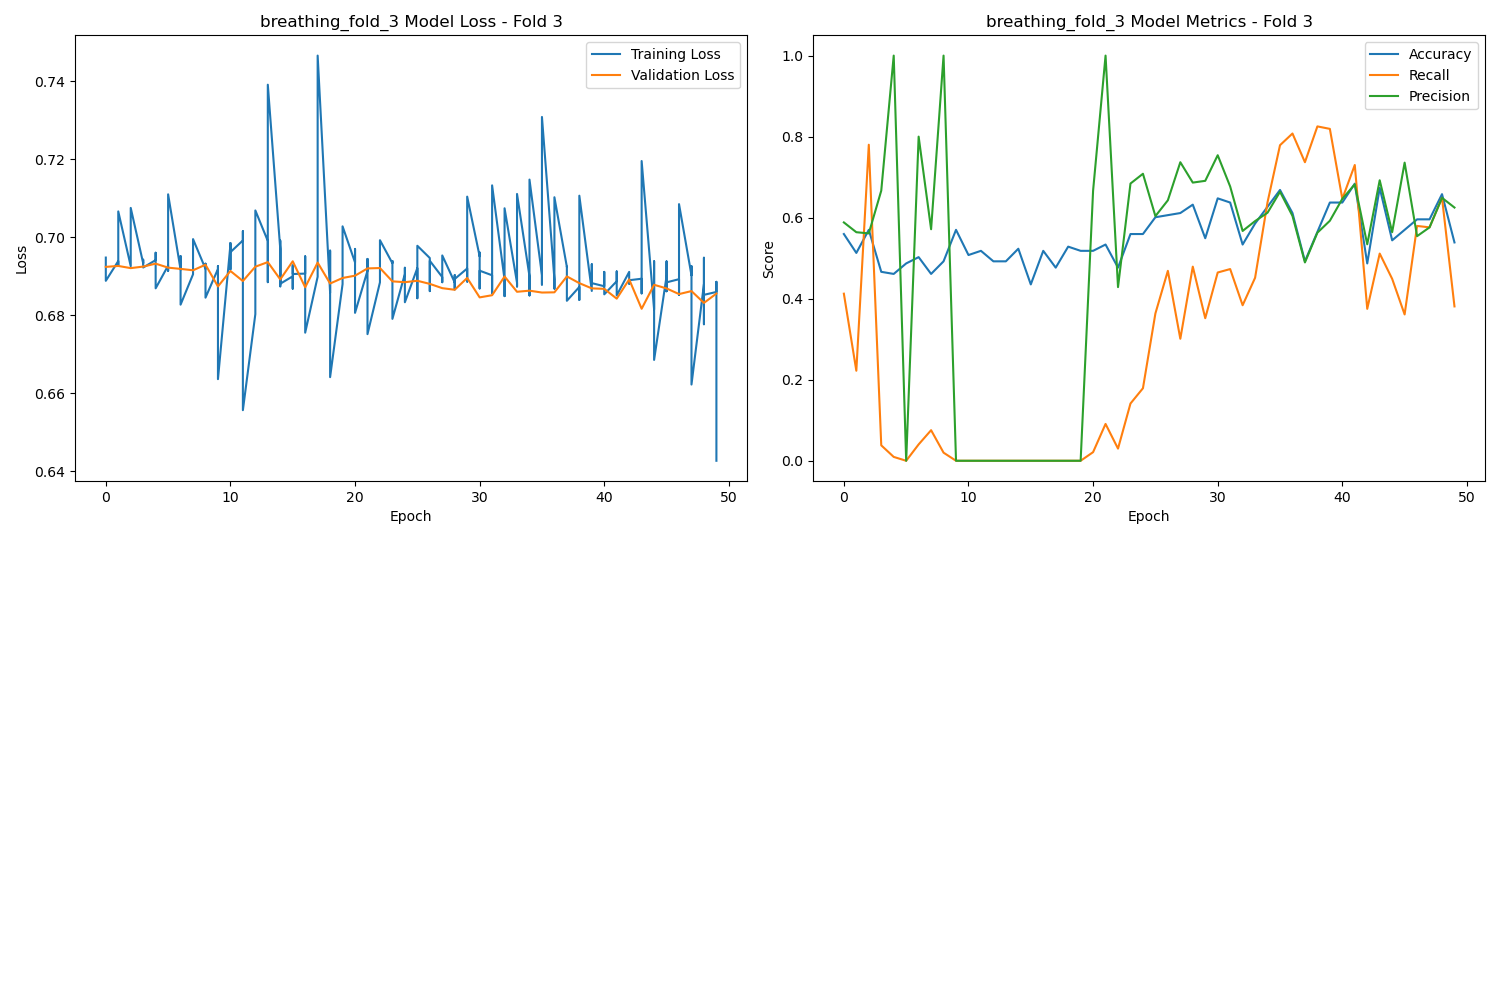 breathing_fold_3 Model Loss - Fold 3
Training Loss
Validation Loss
0.74
0.72
0.70
0.68
0.66
0.64
Loss
0
10
20
30
40
50
Epoch
breathing_fold_3 Model Metrics - Fold 3
Accuracy
Recall
Precision
1.0
0.8
0.6
0.4
0.2
0.0
Score
0
10
20
30
40
50
Epoch